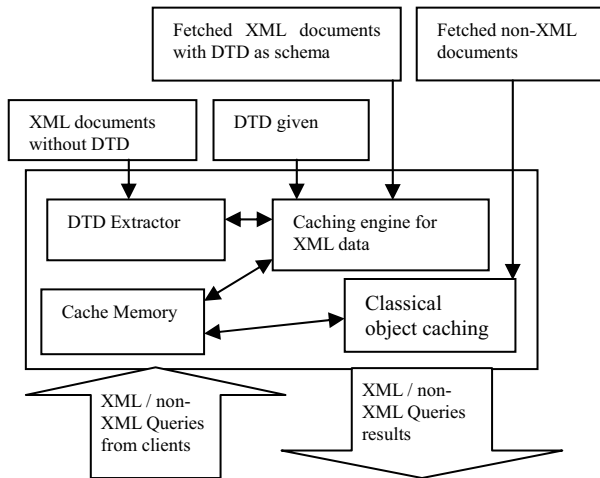 Fetched XML documents
with DTD as schema
Fetched non-XML
documents
XML documents
without DTD
DTD given
DTD Extractor
Caching engine for
XML data
Cache Memory
Classical
object caching
XML / non-
XML Queries
from clients
XML / non-
XML Queries
results